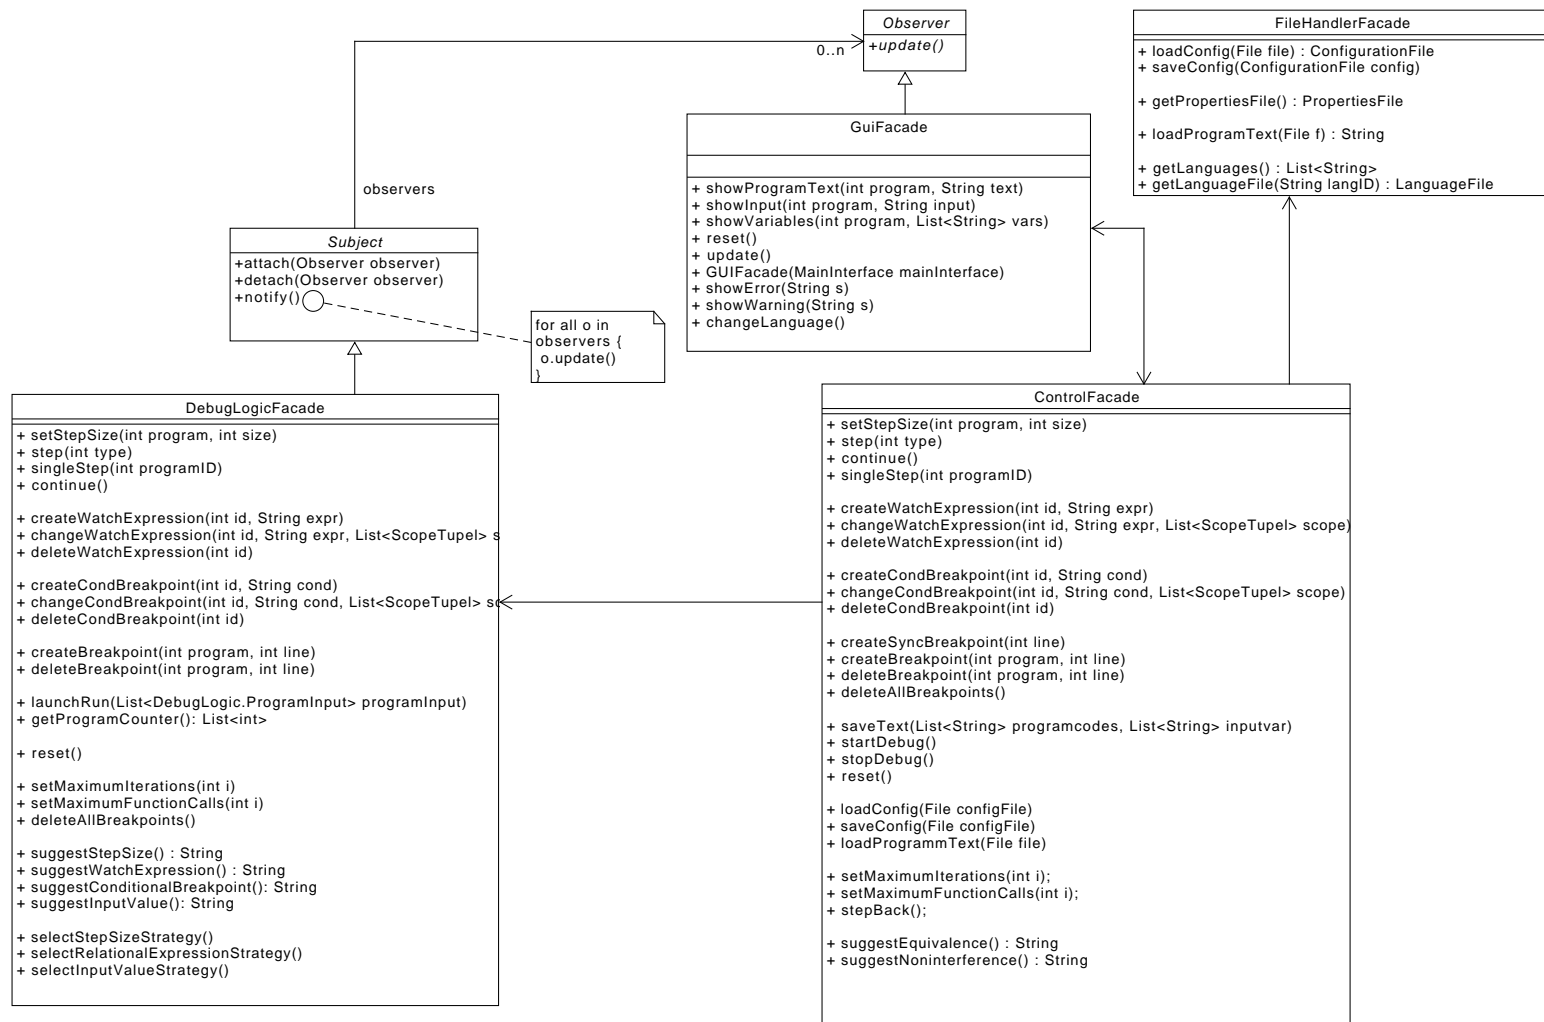 Observer
+update()
0..n
FileHandlerFacade
+ loadConfig(File file) : ConfigurationFile
+ saveConfig(ConfigurationFile config)
+ getPropertiesFile() : PropertiesFile
+ loadProgramText(File f) : String
+ getLanguages() : List<String>
+ getLanguageFile(String langID) : LanguageFile
GuiFacade
+ showProgramText(int program, String text)
+ showInput(int program, String input)
+ showVariables(int program, List<String> vars)
+ reset()
+ update()
+ GUIFacade(MainInterface mainInterface)
+ showError(String s)
+ showWarning(String s)
+ changeLanguage()
observers
Subject
+attach(Observer observer)
+detach(Observer observer)
+notify()
for all o in
observers {
o.update()
}
DebugLogicFacade
+ setStepSize(int program, int size)
+ step(int type)
+ singleStep(int programID)
+ continue()
+ createWatchExpression(int id, String expr)
+ changeWatchExpression(int id, String expr, List<ScopeTupel> s
+ deleteWatchExpression(int id)
+ createCondBreakpoint(int id, String cond)
+ changeCondBreakpoint(int id, String cond, List<ScopeTupel> sc
+ deleteCondBreakpoint(int id)
+ createBreakpoint(int program, int line)
+ deleteBreakpoint(int program, int line)
+ launchRun(List<DebugLogic.ProgramInput> programInput)
+ getProgramCounter(): List<int>
+ reset()
+ setMaximumIterations(int i)
+ setMaximumFunctionCalls(int i)
+ deleteAllBreakpoints()
+ suggestStepSize() : String
+ suggestWatchExpression() : String
+ suggestConditionalBreakpoint(): String
+ suggestInputValue(): String
+ selectStepSizeStrategy()
+ selectRelationalExpressionStrategy()
+ selectInputValueStrategy()
ControlFacade
+ setStepSize(int program, int size)
+ step(int type)
+ continue()
+ singleStep(int programID)
+ createWatchExpression(int id, String expr)
+ changeWatchExpression(int id, String expr, List<ScopeTupel> scope)
+ deleteWatchExpression(int id)
+ createCondBreakpoint(int id, String cond)
+ changeCondBreakpoint(int id, String cond, List<ScopeTupel> scope)
+ deleteCondBreakpoint(int id)
+ createSyncBreakpoint(int line)
+ createBreakpoint(int program, int line)
+ deleteBreakpoint(int program, int line)
+ deleteAllBreakpoints()
+ saveText(List<String> programcodes, List<String> inputvar)
+ startDebug()
+ stopDebug()
+ reset()
+ loadConfig(File configFile)
+ saveConfig(File configFile)
+ loadProgrammText(File file)
+ setMaximumIterations(int i);
+ setMaximumFunctionCalls(int i);
+ stepBack();
+ suggestEquivalence() : String
+ suggestNoninterference() : String